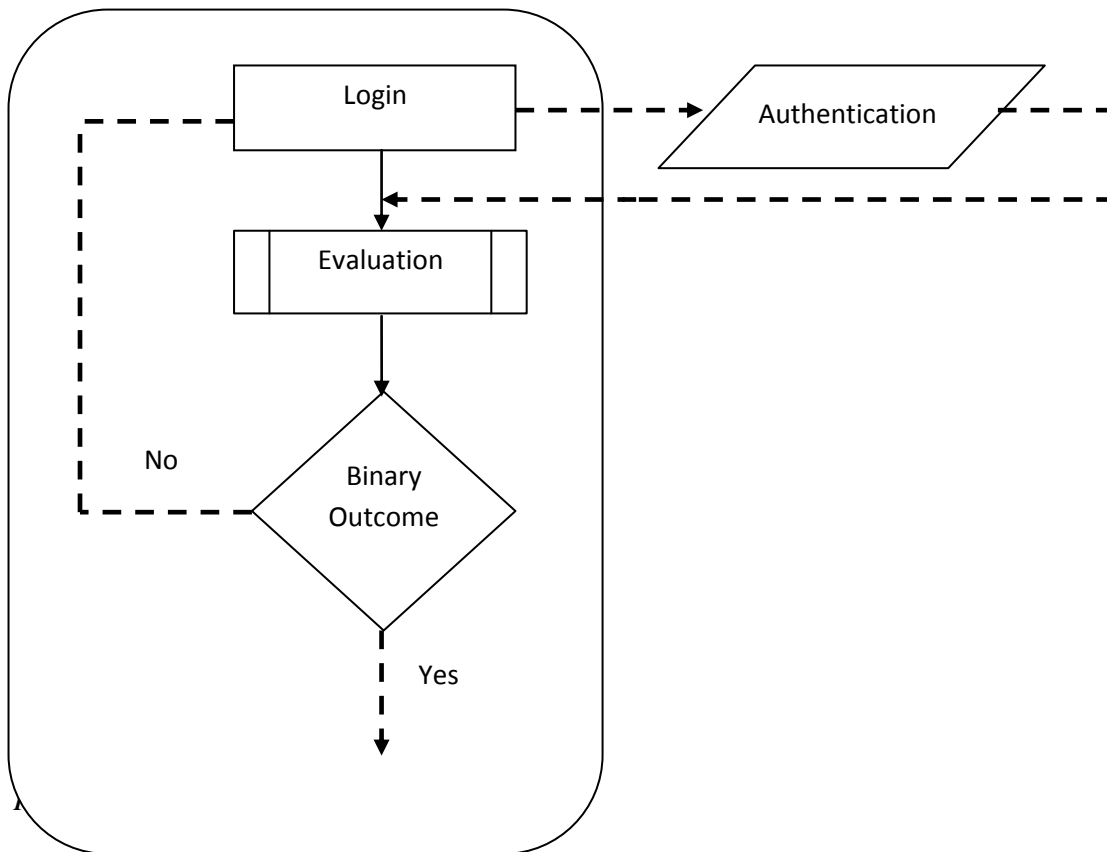 Login
Authentication
Evaluation
No
Binary
Outcome
Yes